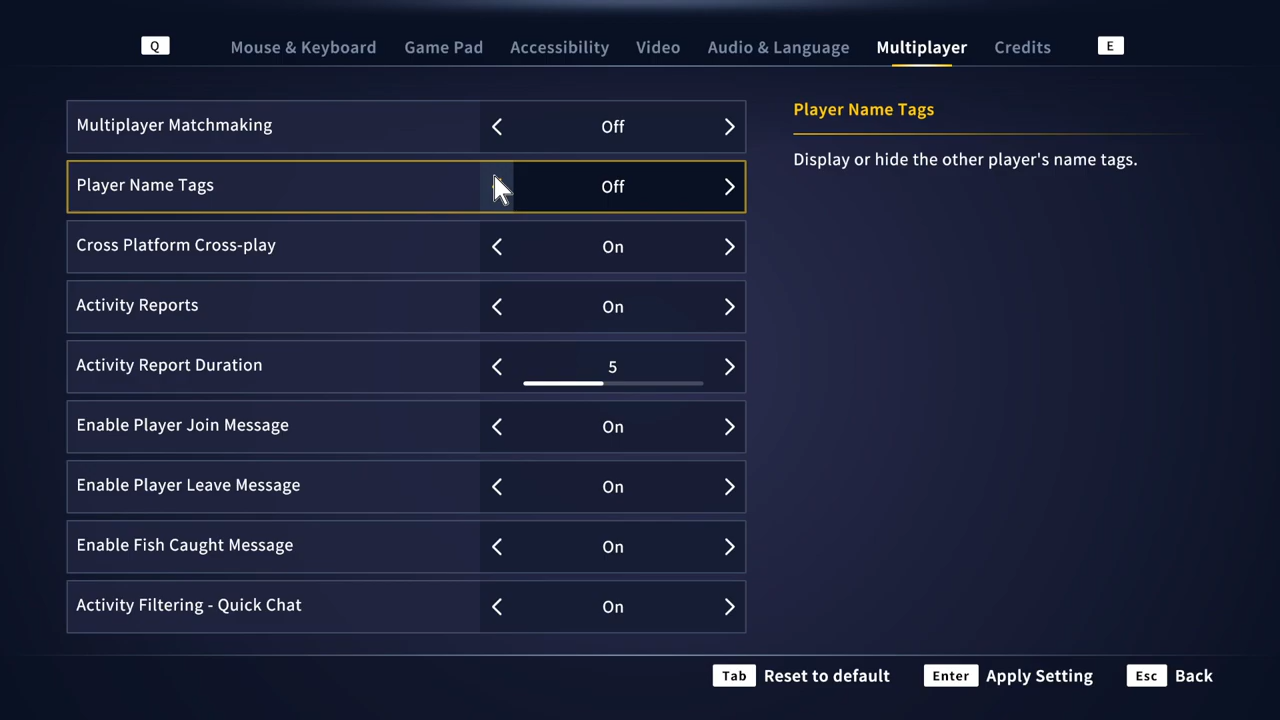 Q Mouse & Keyboard Game Pad Accessibility Video Audio & Language Multiplayer Credits E
Multiplayer Matchmaking Off
Player Name Tags Off
Cross Platform Cross-play On
Activity Reports On
Activity Report Duration 5
Enable Player Join Message On
Enable Player Leave Message On
Enable Fish Caught Message On
Activity Filtering - Quick Chat On
Player Name Tags
Display or hide the other player's name tags.
Tab Reset to default Enter Apply Setting Esc Back